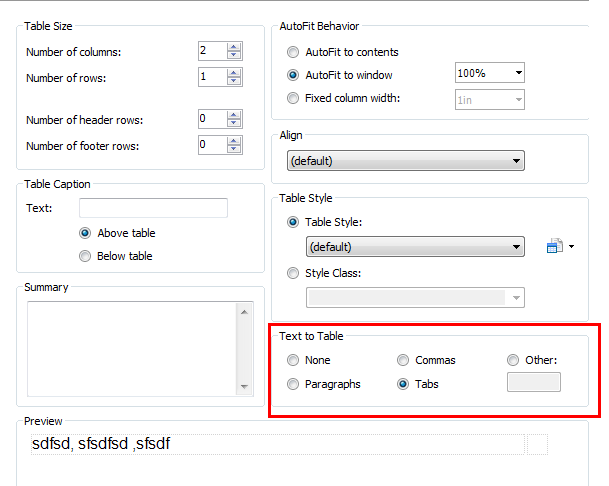 Table Size
Number of columns: 2
Number of rows: 1
Number of header rows: 0
Number of footer rows: 0
Table Caption
Text:
Above table
Below table
Summary
AutoFit Behavior
AutoFit to contents
AutoFit to window 100%
Fixed column width: 1in
Align
(default)
Table Style
Table Style:
(default)
Style Class:
Text to Table
None Commas Other:
Paragraphs Tabs
Preview
sdfsd, sfsdfsd ,sfsdf